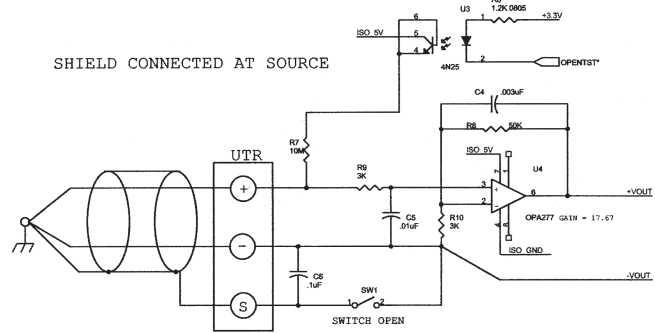 U3
1.2K 0805
+3.3V
6
1
ISO_5V
5
4
2
4N25
OPENTST*
SHIELD CONNECTED AT SOURCE
C4
.003uF
R7
10M
R8
50K
UTR
ISO_5V
U4
R9
3K
7
1
+
3
+
6
+VOUT
2
−
C5
.01uF
R10
3K
OPA277
GAIN = 17.67
4
8
−
ISO_GND
C6
.1uF
-VOUT
SW1
S
1
2
SWITCH OPEN